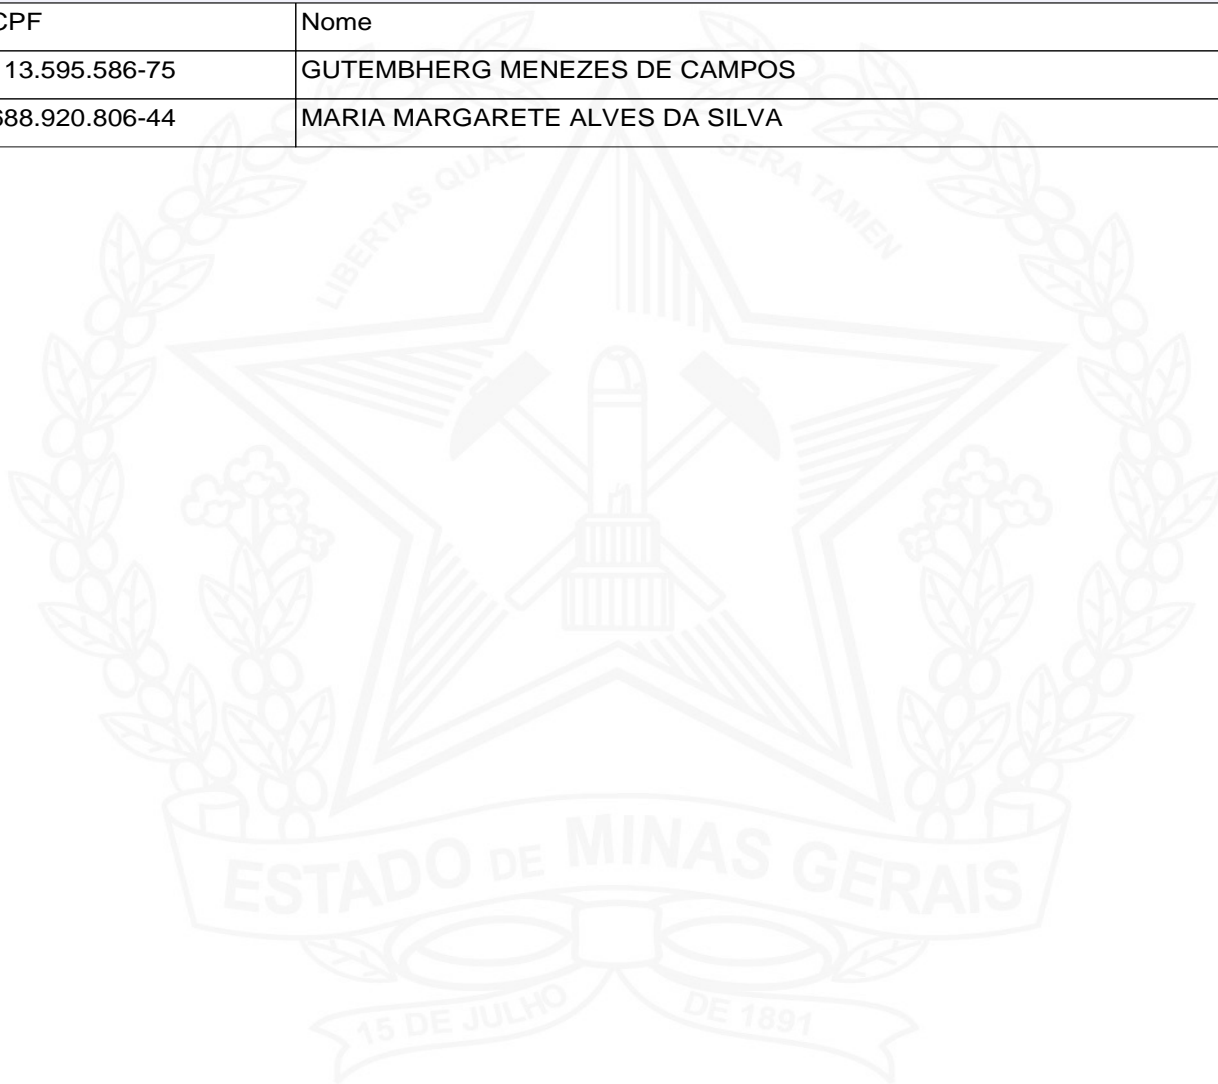 CPF Nome
13.595.586-75 GUTEMBHERG MENEZES DE CAMPOS
688.920.806-44 MARIA MARGARETE ALVES DA SILVA
LIBERTAS QUAE SERA TAMEN
ESTADO DE MINAS GERAIS
15 DE JULHO DE 1891